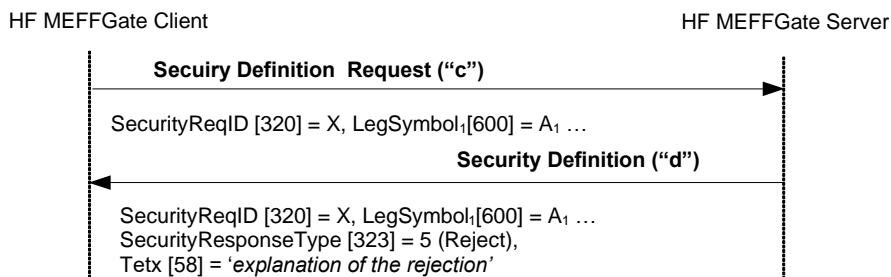 HF MEFFGate Client
HF MEFFGate Server
Secuiry Definition Request ("c")
SecurityReqID [320] = X, LegSymbol₁[600] = A₁ …
Security Definition ("d")
SecurityReqID [320] = X, LegSymbol₁[600] = A₁ …
SecurityResponseType [323] = 5 (Reject),
Tetx [58] = 'explanation of the rejection'